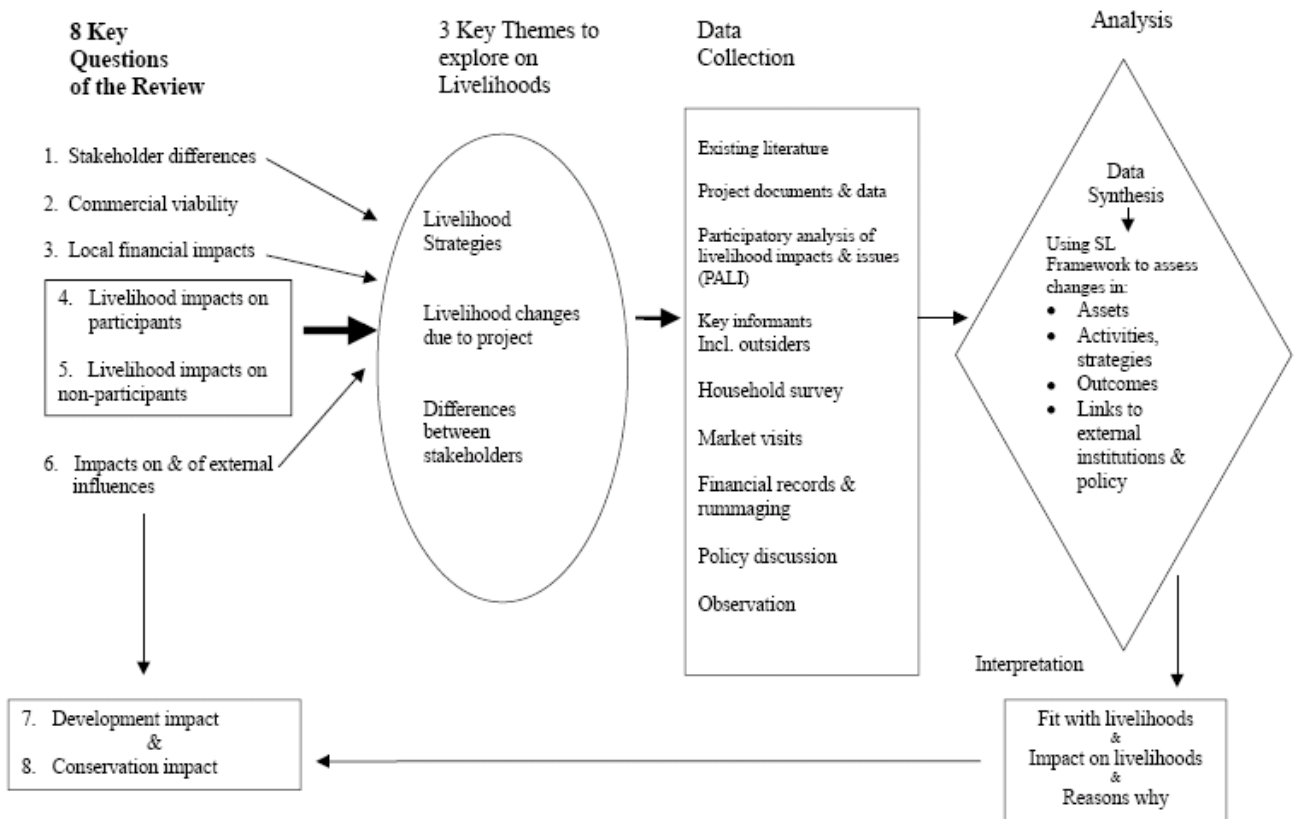 8 Key
Questions
of the Review
1. Stakeholder differences
2. Commercial viability
3. Local financial impacts
4. Livelihood impacts on
participants
5. Livelihood impacts on
non-participants
6. Impacts on & of external
influences
7. Development impact
&
8. Conservation impact
3 Key Themes to
explore on
Livelihoods
Livelihood
Strategies
Livelihood changes
due to project
Differences
between
stakeholders
Data
Collection
Existing literature
Project documents & data
Participatory analysis of
livelihood impacts & issues
(PALI)
Key informants
Incl. outsiders
Household survey
Market visits
Financial records &
rummaging
Policy discussion
Observation
Analysis
Data
Synthesis
Using SL
Framework to assess
changes in:
• Assets
• Activities,
strategies
• Outcomes
• Links to
external
institutions &
policy
Interpretation
Fit with livelihoods
&
Impact on livelihoods
&
Reasons why